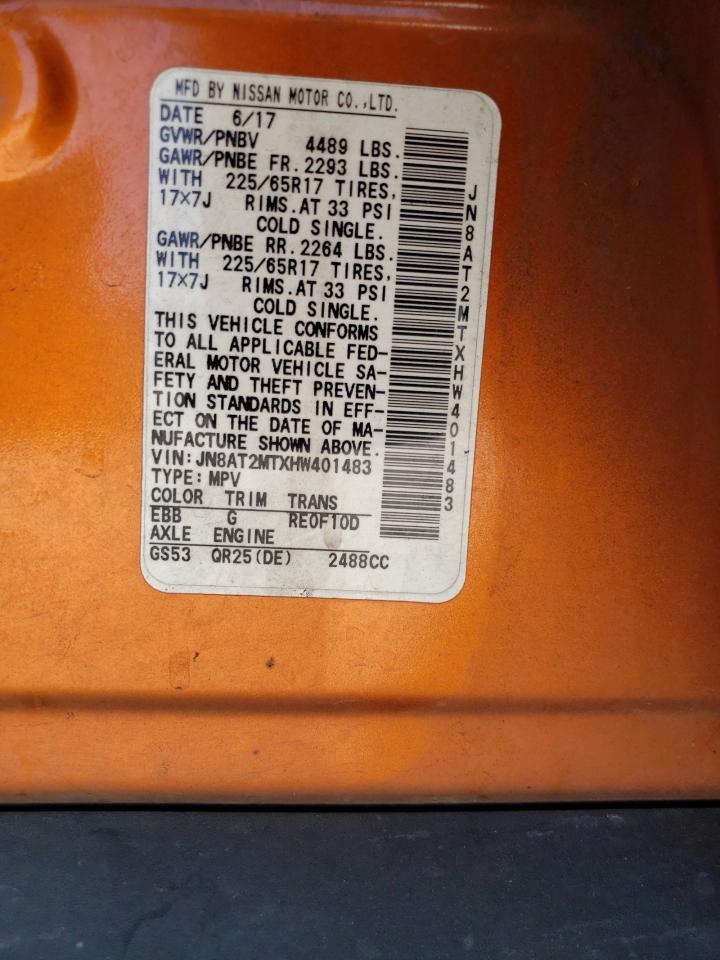 MFD BY NISSAN MOTOR CO.,LTD.
DATE 6/17
GVWR/PNBV 4489 LBS.
GAWR/PNBE FR. 2293 LBS.
WITH 225/65R17 TIRES,
17×7J RIMS.AT 33 PSI
COLD SINGLE.
GAWR/PNBE RR. 2264 LBS.
WITH 225/65R17 TIRES,
17×7J RIMS.AT 33 PSI
COLD SINGLE.
THIS VEHICLE CONFORMS
TO ALL APPLICABLE FED-
ERAL MOTOR VEHICLE SA-
FETY AND THEFT PREVEN-
TION STANDARDS IN EFF-
ECT ON THE DATE OF MA-
NUFACTURE SHOWN ABOVE.
VIN:JN8AT2MTXHW401483
TYPE:MPV
COLOR TRIM TRANS
EBB G RE0F10D
AXLE ENGINE
GS53 QR25(DE) 2488CC
JN8AT2MTXHW401483